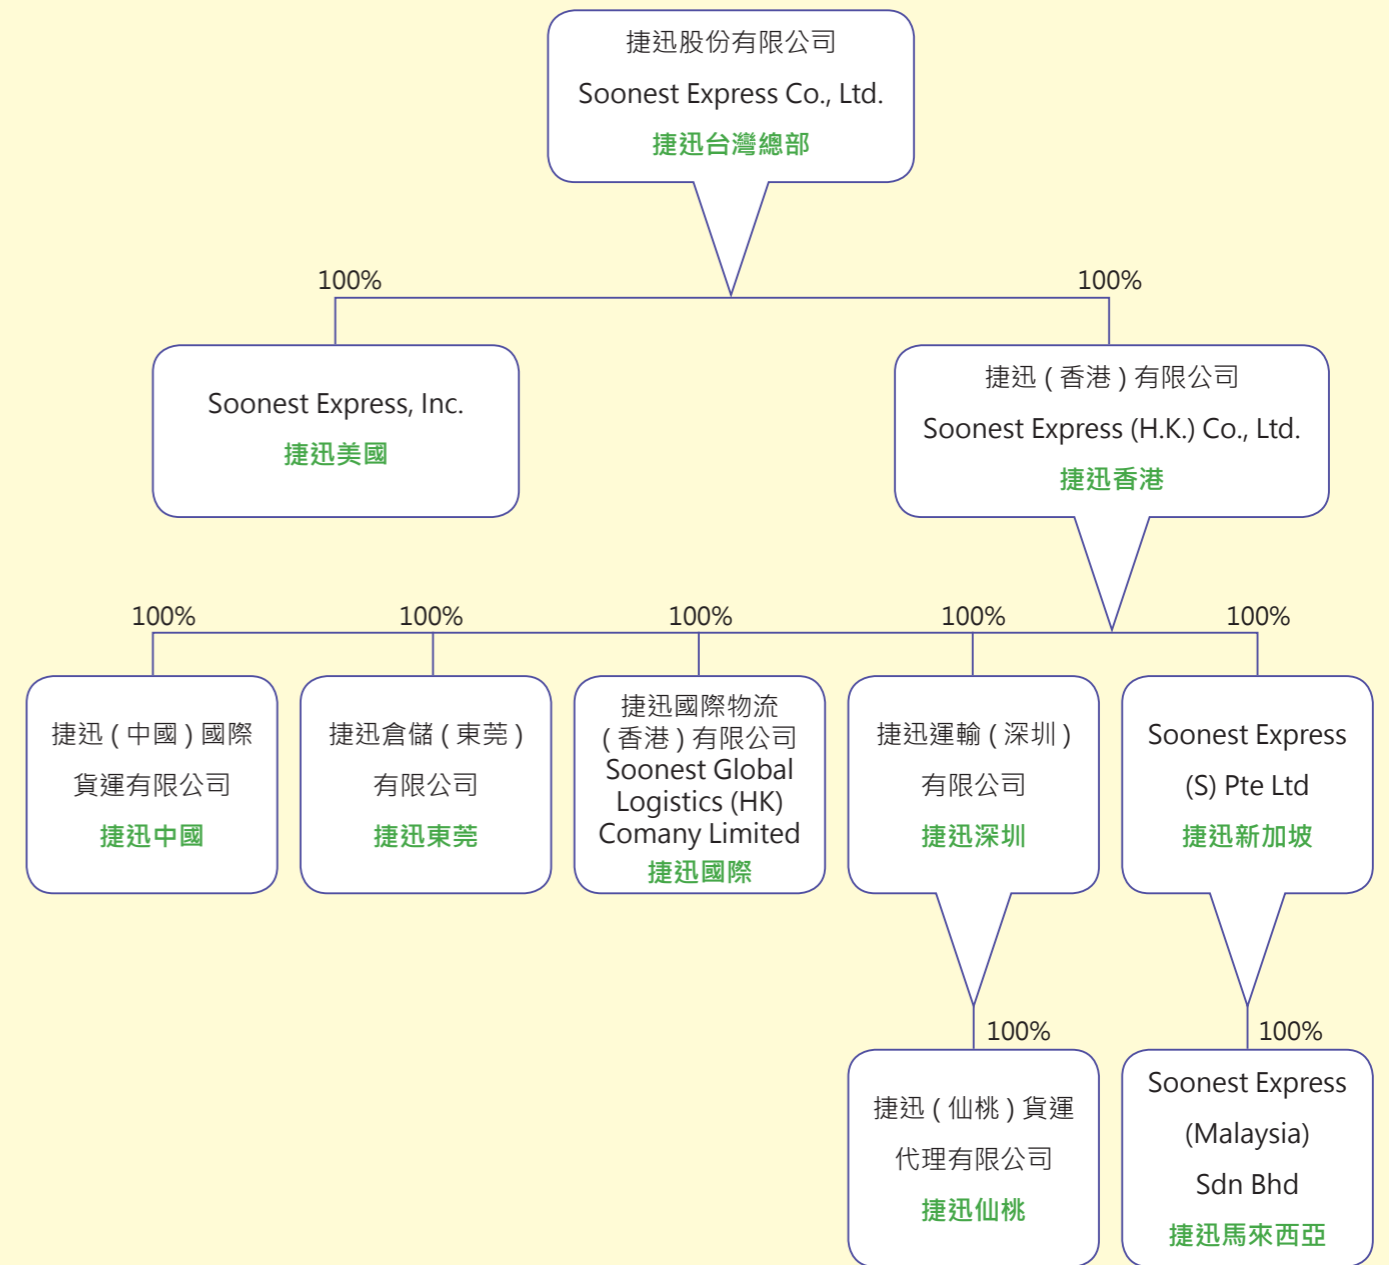 捷迅股份有限公司
Soonest Express Co., Ltd.
捷迅台灣總部
100%
100%
Soonest Express, Inc.
捷迅美國
捷迅 ( 香港 ) 有限公司
Soonest Express (H.K.) Co., Ltd.
捷迅香港
100%
100%
100%
100%
100%
捷迅 ( 中國 ) 國際
貨運有限公司
捷迅中國
捷迅倉儲 ( 東莞 )
有限公司
捷迅東莞
捷迅國際物流
( 香港 ) 有限公司
Soonest Global
Logistics (HK)
Comany Limited
捷迅國際
捷迅運輸 ( 深圳 )
有限公司
捷迅深圳
Soonest Express
(S) Pte Ltd
捷迅新加坡
100%
100%
捷迅 ( 仙桃 ) 貨運
代理有限公司
捷迅仙桃
Soonest Express
(Malaysia)
Sdn Bhd
捷迅馬來西亞